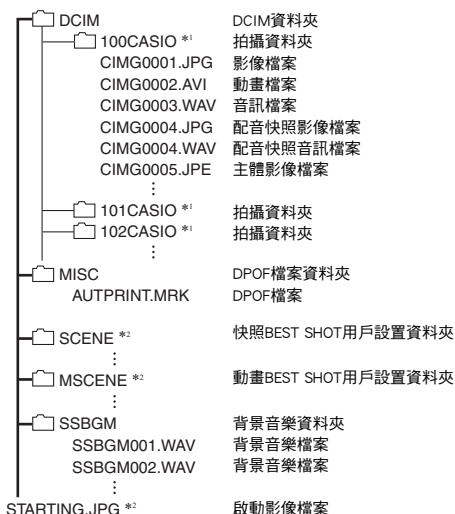 DCIM DCIM資料夾
100CASIO *1 拍攝資料夾
CIMG0001.JPG 影像檔案
CIMG0002.AVI 動畫檔案
CIMG0003.WAV 音訊檔案
CIMG0004.JPG 配音快照影像檔案
CIMG0004.WAV 配音快照音訊檔案
CIMG0005.JPE 主體影像檔案
101CASIO *1 拍攝資料夾
102CASIO *1 拍攝資料夾
MISC DPOF檔案資料夾
AUTPRINT.MRK DPOF檔案
SCENE *2 快照BEST SHOT用戶設置資料夾
MSCENE *2 動畫BEST SHOT用戶設置資料夾
SSBGM 背景音樂資料夾
SSBGM001.WAV 背景音樂檔案
SSBGM002.WAV 背景音樂檔案
STARTING.JPG *2 啟動影像檔案